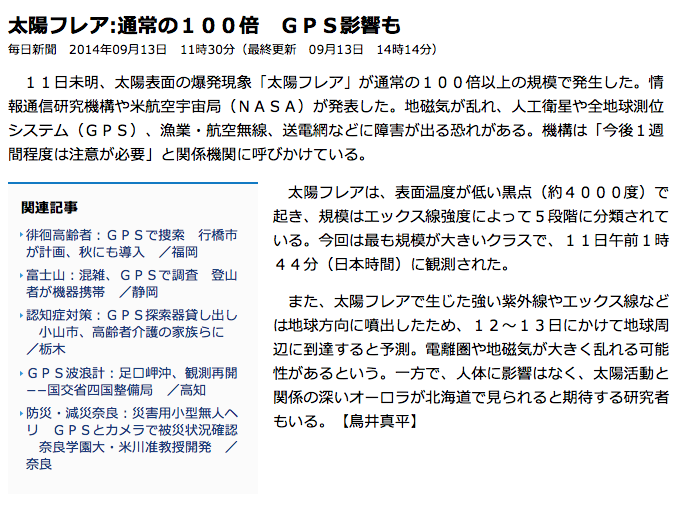 太陽フレア:通常の１００倍　ＧＰＳ影響も
毎日新聞　2014年09月13日　11時30分（最終更新　09月13日　14時14分）
１１日未明、太陽表面の爆発現象「太陽フレア」が通常の１００倍以上の規模で発生した。情
報通信研究機構や米航空宇宙局（ＮＡＳＡ）が発表した。地磁気が乱れ、人工衛星や全地球測位
システム（ＧＰＳ）、漁業・航空無線、送電網などに障害が出る恐れがある。機構は「今後１週
間程度は注意が必要」と関係機関に呼びかけている。
関連記事
徘徊高齢者：ＧＰＳで捜索　行橋市
が計画、秋にも導入　／福岡
富士山：混雑、ＧＰＳで調査　登山
者が機器携帯　／静岡
認知症対策：ＧＰＳ探索器貸し出し
　小山市、高齢者介護の家族らに
／栃木
ＧＰＳ波浪計：足口岬沖、観測再開
−−国交省四国整備局　／高知
防災・減災奈良：災害用小型無人ヘ
リ　ＧＰＳとカメラで被災状況確認
　奈良学園大・米川准教授開発　／
奈良
太陽フレアは、表面温度が低い黒点（約４０００度）で
起き、規模はエックス線強度によって５段階に分類されて
いる。今回は最も規模が大きいクラスで、１１日午前１時
４４分（日本時間）に観測された。
また、太陽フレアで生じた強い紫外線やエックス線など
は地球方向に噴出したため、１２～１３日にかけて地球周
辺に到達すると予測。電離圏や地磁気が大きく乱れる可能
性があるという。一方で、人体に影響はなく、太陽活動と
関係の深いオーロラが北海道で見られると期待する研究者
もいる。【鳥井真平】